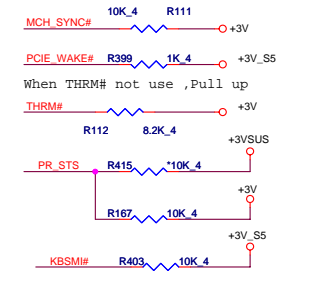 10K_4 R111
MCH_SYNC# +3V
PCIE_WAKE# R399 1K_4 +3V_S5
When THRM# not use ,Pull up
THRM# +3V
R112 8.2K_4
+3VSUS
PR_STS R415 *10K_4
+3V
R167 10K_4
+3V_S5
KBSMI# R403 10K_4